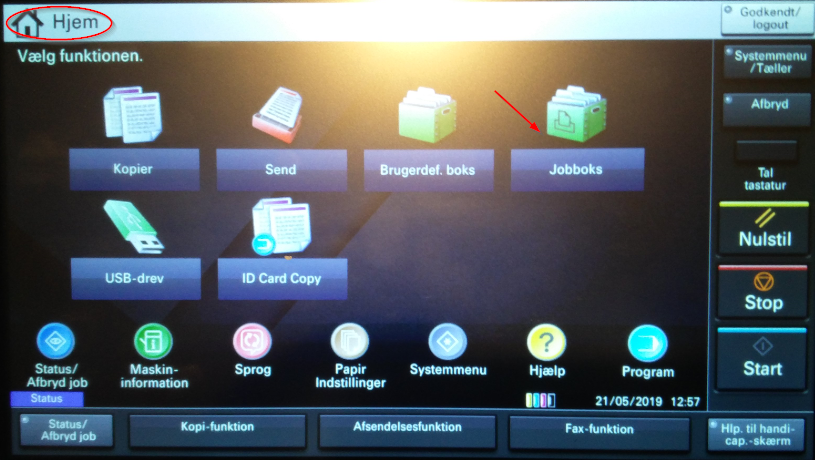 Hjem
Godkendt/
logout
Vælg funktionen.
Systemmenu
/Tæller
Afbryd
Kopier
Send
Brugerdef. boks
Jobboks
Tal
tastatur
Nulstil
USB-drev
ID Card Copy
Stop
Status/
Afbryd job
Maskin-
information
Sprog
Papir
Indstillinger
Systemmenu
Hjælp
Program
Start
Status
21/05/2019 12:57
Status/
Afbryd job
Kopi-funktion
Afsendelsesfunktion
Fax-funktion
Hlp. til handi-
cap.-skærm